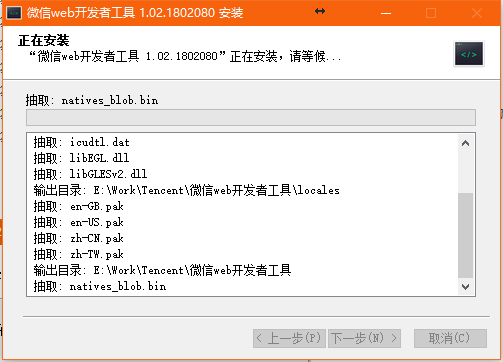 微信web开发者工具 1.02.1802080 安装
正在安装
“微信web开发者工具 1.02.1802080”正在安装，请等候...
抽取: natives_blob.bin
抽取: icudtl.dat
抽取: libEGL.dll
抽取: libGLESv2.dll
输出目录: E:\Work\Tencent\微信web开发者工具\locales
抽取: en-GB.pak
抽取: en-US.pak
抽取: zh-CN.pak
抽取: zh-TW.pak
输出目录: E:\Work\Tencent\微信web开发者工具
抽取: natives_blob.bin
< 上一步(P) 下一步(N) > 取消(C)